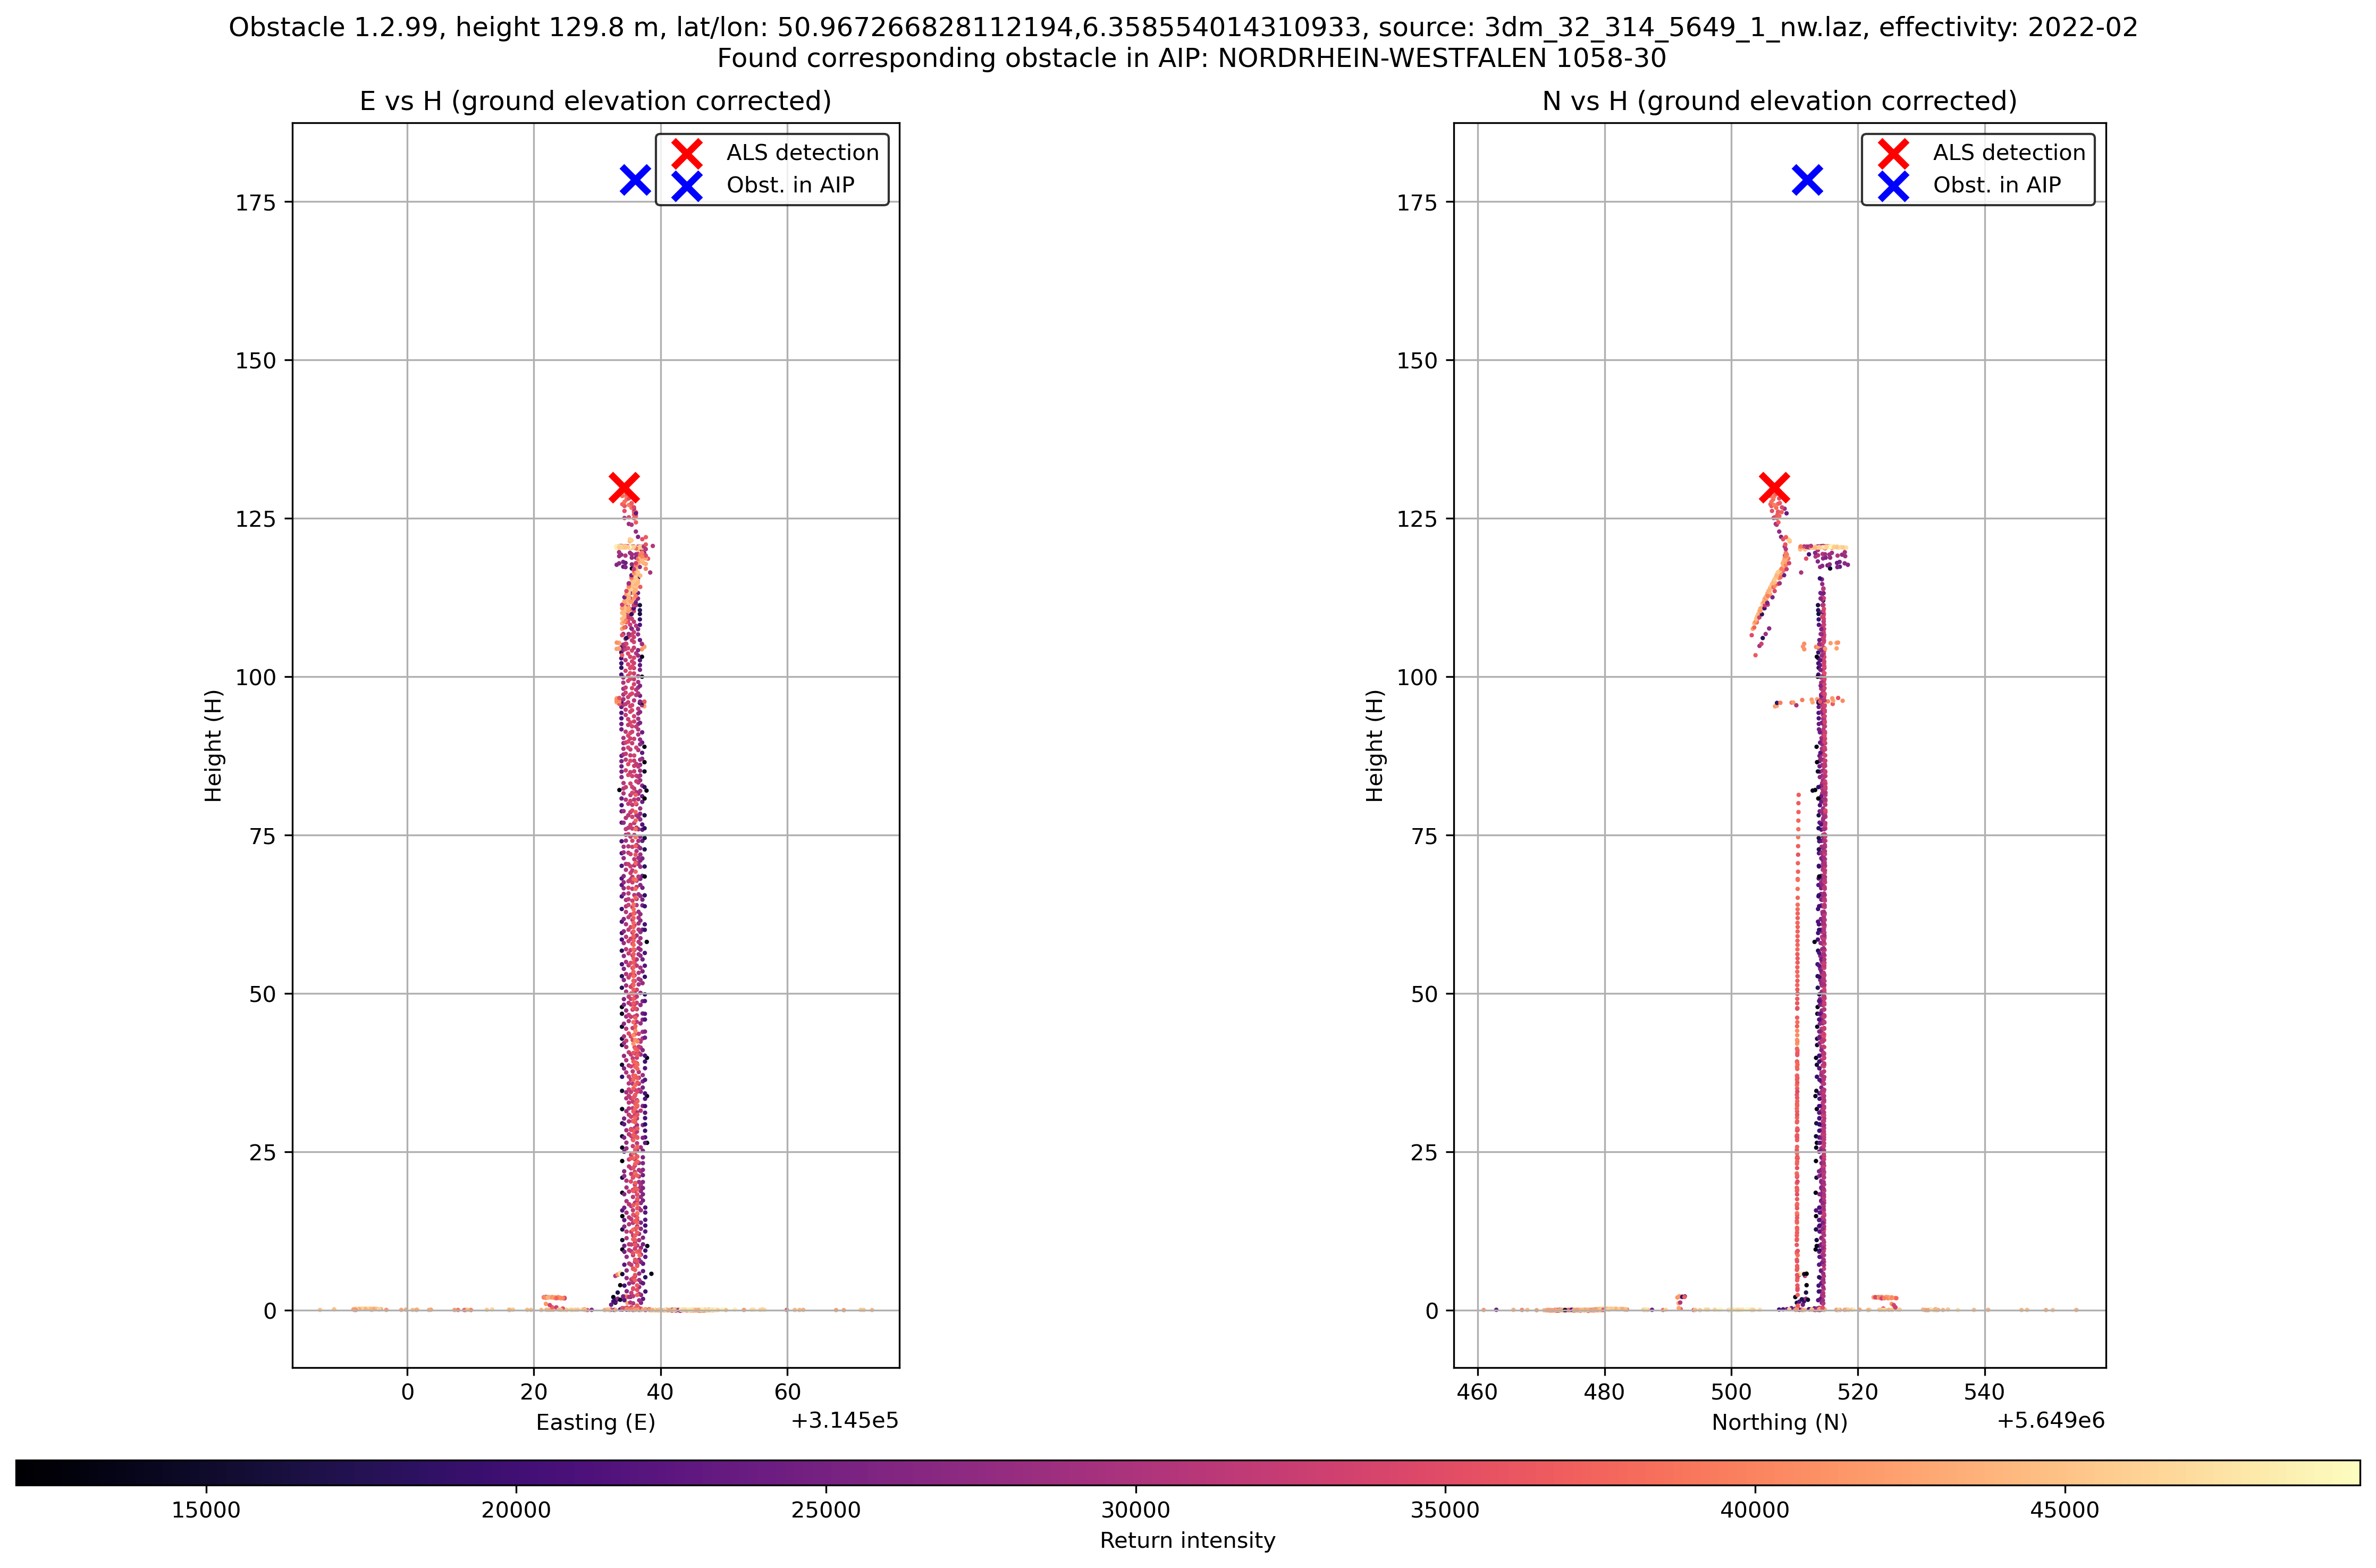 Obstacle 1.2.99, height 129.8 m, lat/lon: 50.967266828112194,6.358554014310933, source: 3dm_32_314_5649_1_nw.laz, effectivity: 2022-02
Found corresponding obstacle in AIP: NORDRHEIN-WESTFALEN 1058-30
E vs H (ground elevation corrected)
ALS detection
Obst. in AIP
175
150
125
100
75
50
25
0
Height (H)
0 20 40 60
Easting (E)
+3.145e5
N vs H (ground elevation corrected)
ALS detection
Obst. in AIP
175
150
125
100
75
50
25
0
Height (H)
460 480 500 520 540
Northing (N)
+5.649e6
15000 20000 25000 30000 35000 40000 45000
Return intensity